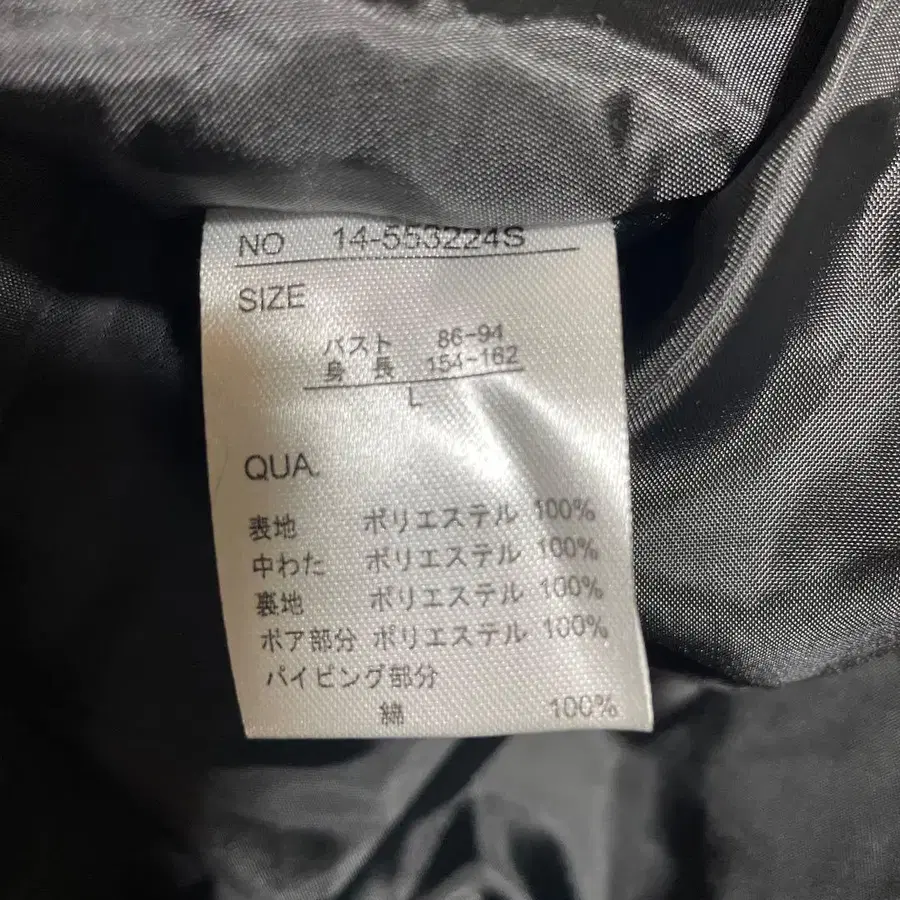 NO 14-553224S
SIZE
バスト 86-94
身長 154-162
L
QUA.
表地 ポリエステル 100%
中わた ポリエステル 100%
裏地 ポリエステル 100%
ボア部分 ポリエステル 100%
パイピング部分
綿 100%